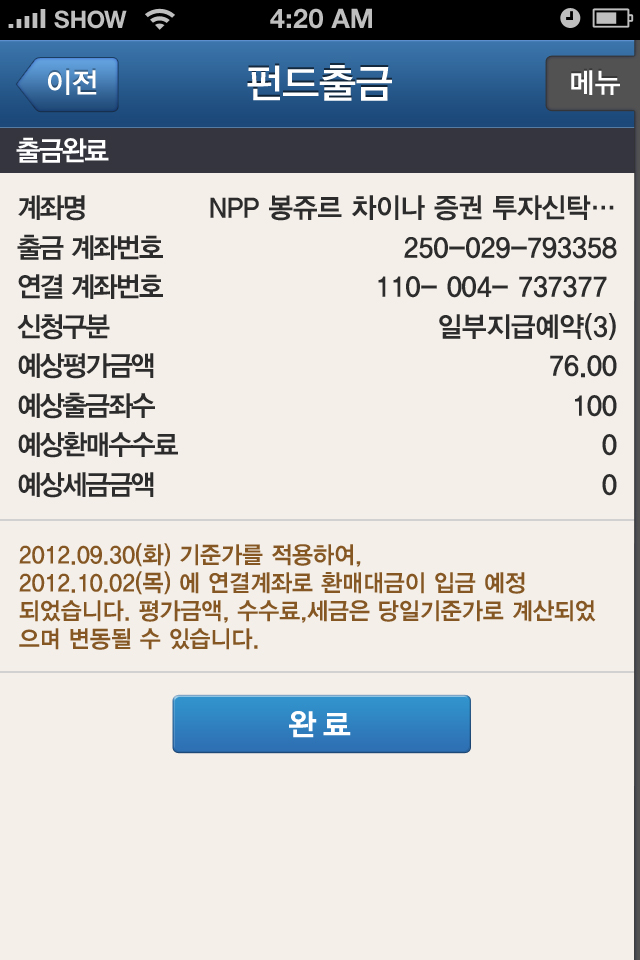 SHOW 4:20 AM
이전 펀드출금 메뉴
출금완료
계좌명 NPP 봉쥬르 차이나 증권 투자신탁…
출금 계좌번호 250-029-793358
연결 계좌번호 110- 004- 737377
신청구분 일부지급예약(3)
예상평가금액 76.00
예상출금좌수 100
예상환매수수료 0
예상세금금액 0
2012.09.30(화) 기준가를 적용하여,
2012.10.02(목) 에 연결계좌로 환매대금이 입금 예정
되었습니다. 평가금액, 수수료,세금은 당일기준가로 계산되었
으며 변동될 수 있습니다.
완 료